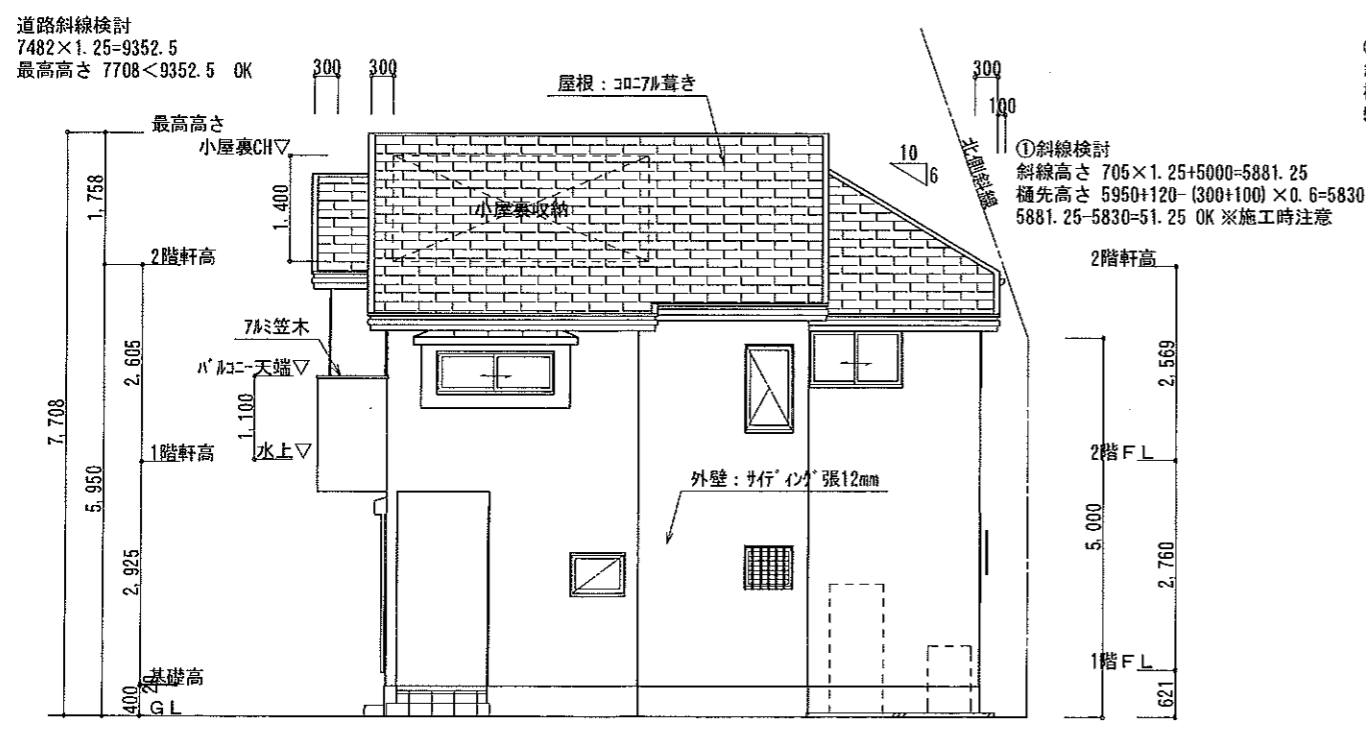 道路斜線検討
7482×1.25=9352.5
最高高さ 7708<9352.5 OK
300
300
300
100
屋根:コロニアル葺き
最高高さ
小屋裏CH▽
1,400
小屋裏収納
10
6
北側斜線
①斜線検討
斜線高さ 705×1.25+5000=5881.25
樋先高さ 5950+120-(300+100)×0.6=5830
5881.25-5830=51.25 OK ※施工時注意
1,758
2階軒高
2階軒高
アルミ笠木
バルコニー天端▽
2,605
1,100
水上▽
7,708
5,950
1階軒高
2,569
2階FL
外壁:サイディング張12mm
5,000
2,925
2,760
1階FL
基礎高
20
400
GL
621